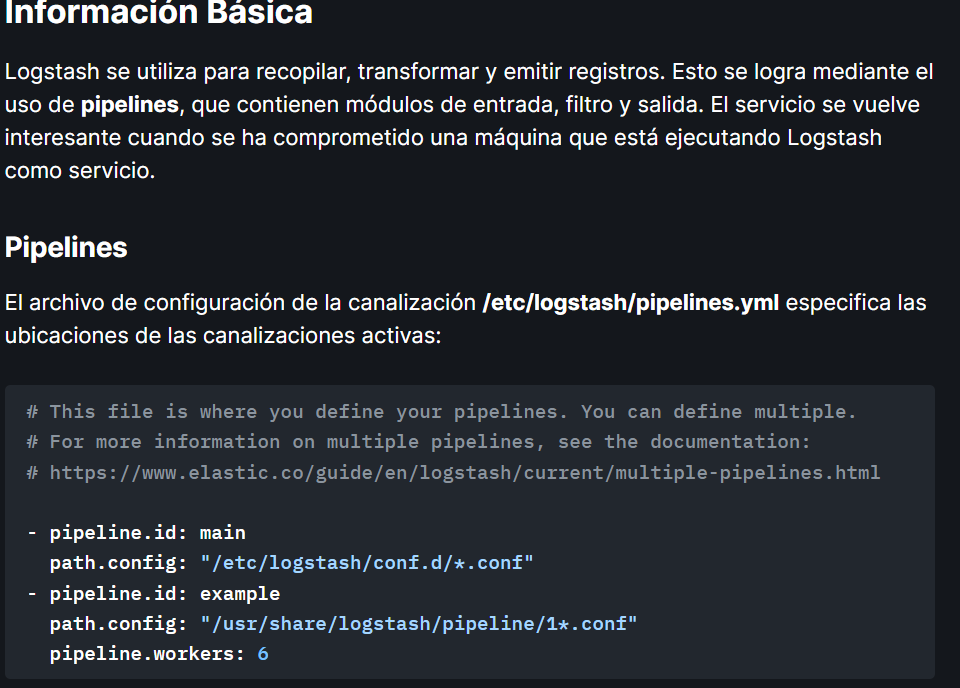 Información Básica
Logstash se utiliza para recopilar, transformar y emitir registros. Esto se logra mediante el
uso de pipelines, que contienen módulos de entrada, filtro y salida. El servicio se vuelve
interesante cuando se ha comprometido una máquina que está ejecutando Logstash
como servicio.
Pipelines
El archivo de configuración de la canalización /etc/logstash/pipelines.yml especifica las
ubicaciones de las canalizaciones activas:
# This file is where you define your pipelines. You can define multiple.
# For more information on multiple pipelines, see the documentation:
# https://www.elastic.co/guide/en/logstash/current/multiple-pipelines.html
- pipeline.id: main
path.config: "/etc/logstash/conf.d/*.conf"
- pipeline.id: example
path.config: "/usr/share/logstash/pipeline/1*.conf"
pipeline.workers: 6